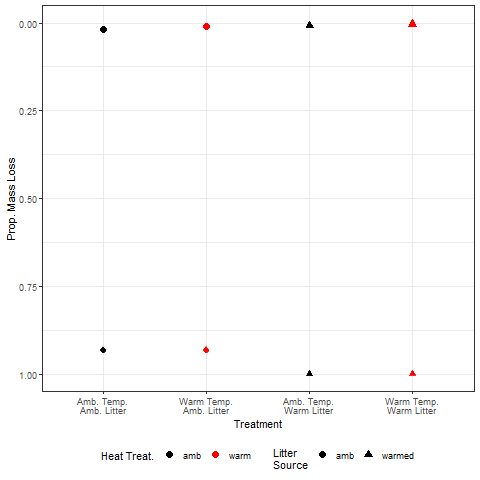 0.00
0.25
0.50
0.75
1.00
Prop. Mass Loss
Amb. Temp.
Amb. Litter
Warm Temp.
Amb. Litter
Amb. Temp.
Warm Litter
Warm Temp.
Warm Litter
Treatment
Heat Treat. amb warm
Litter
Source
amb warmed